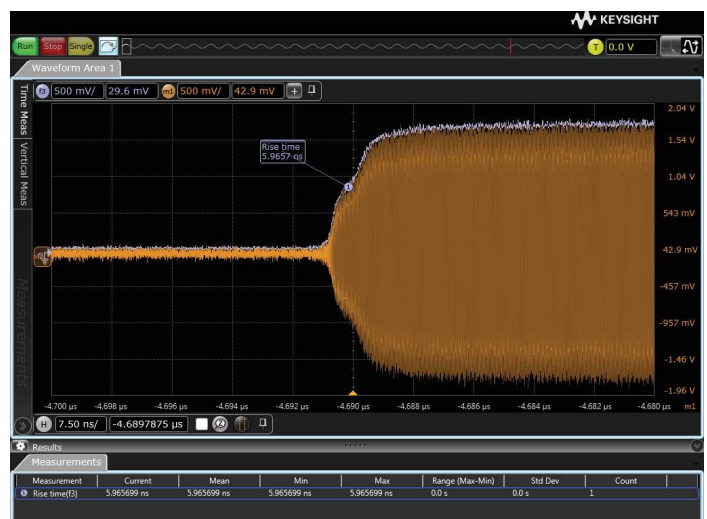 KEYSIGHT
Run Stop Single T 0.0 V
Waveform Area 1
Time Meas
Vertical Meas
Measurements
f3 500 mV/ 29.6 mV m1 500 mV/ 42.9 mV +
2.04 V
1.54 V
1.04 V
543 mV
42.9 mV
-457 mV
-957 mV
-1.46 V
-1.96 V
Rise time
5.9657 ns
1
-4.700 µs -4.698 µs -4.696 µs -4.694 µs -4.692 µs -4.690 µs -4.688 µs -4.686 µs -4.684 µs -4.682 µs -4.680 µs m1
H 7.50 ns/ -4.6897875 µs
Results
Measurements
Measurement Current Mean Min Max Range (Max-Min) Std Dev Count
1 Rise time(f3) 5.965699 ns 5.965699 ns 5.965699 ns 5.965699 ns 0.0 s 0.0 s 1